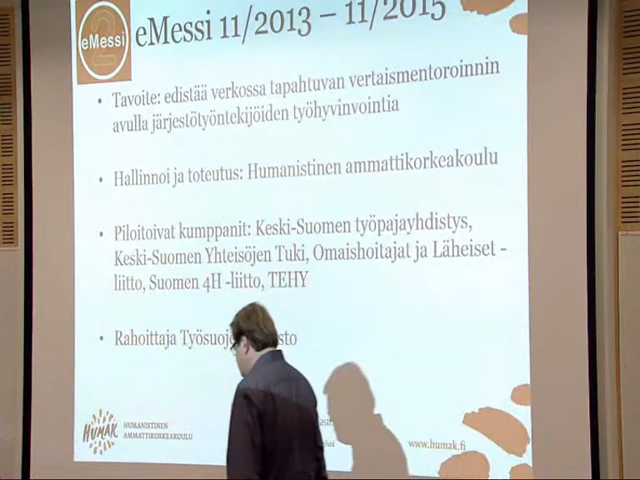 eMessi
eMessi 11/2013 – 11/2015
• Tavoite: edistää verkossa tapahtuvan vertaismentoroinnin
avulla järjestötyöntekijöiden työhyvinvointia
• Hallinnoi ja toteutus: Humanistinen ammattikorkeakoulu
• Piloitoivat kumppanit: Keski-Suomen työpajayhdistys,
Keski-Suomen Yhteisöjen Tuki, Omaishoitajat ja Läheiset -
liitto, Suomen 4H -liitto, TEHY
• Rahoittaja
HUMAK
HUMANISTINEN
AMMATTIKORKEAKOULU
www.humak.fi